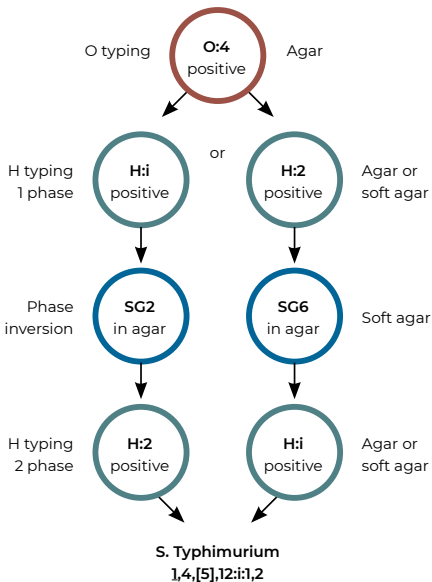 O typing
O:4
positive
Agar
or
H typing
1 phase
H:i
positive
H:2
positive
Agar or
soft agar
Phase
inversion
SG2
in agar
SG6
in agar
Soft agar
H typing
2 phase
H:2
positive
H:i
positive
Agar or
soft agar
S. Typhimurium
1,4,[5],12:i:1,2